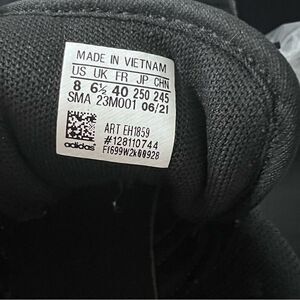 MADE IN VIETNAM
US UK FR JP CHN
8 6½ 40 250 245
SMA 23M001 06/21
ART EH1859
#128110744
adidas Ff699W2k00928